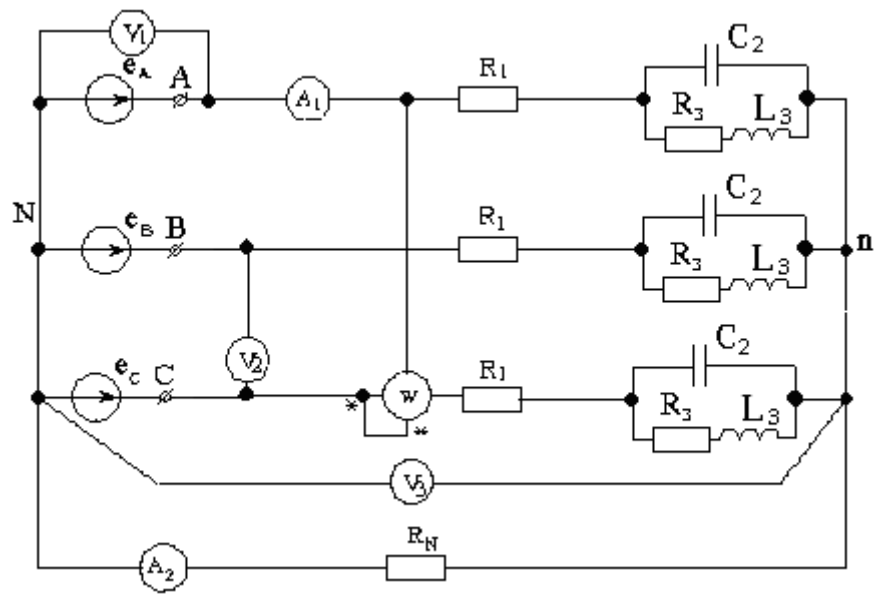 V1
eA A
A1
R1
C2
R3 L3
N
eB B
R1
C2
R3 L3
n
V2
eC C
* W *
R1
C2
R3 L3
V3
A2
RN